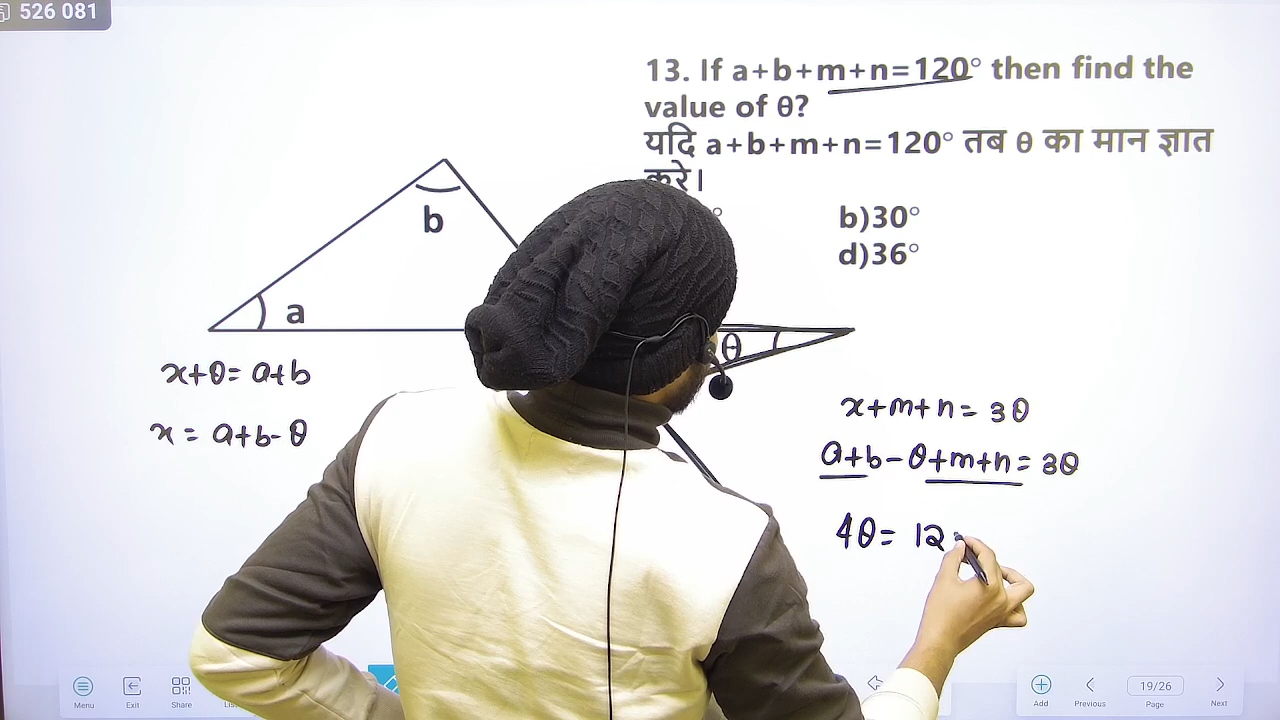 526 081
13. If a+b+m+n=120° then find the
value of θ?
यदि a+b+m+n=120° तब θ का मान ज्ञात
करे।
b)30°
d)36°
b
a
θ
x+θ= a+b
x = a+b-θ
x+m+n= 3θ
a+b-θ+m+n= 3θ
4θ= 12
Menu
Exit
Share
Add
Previous
19/26
Page
Next